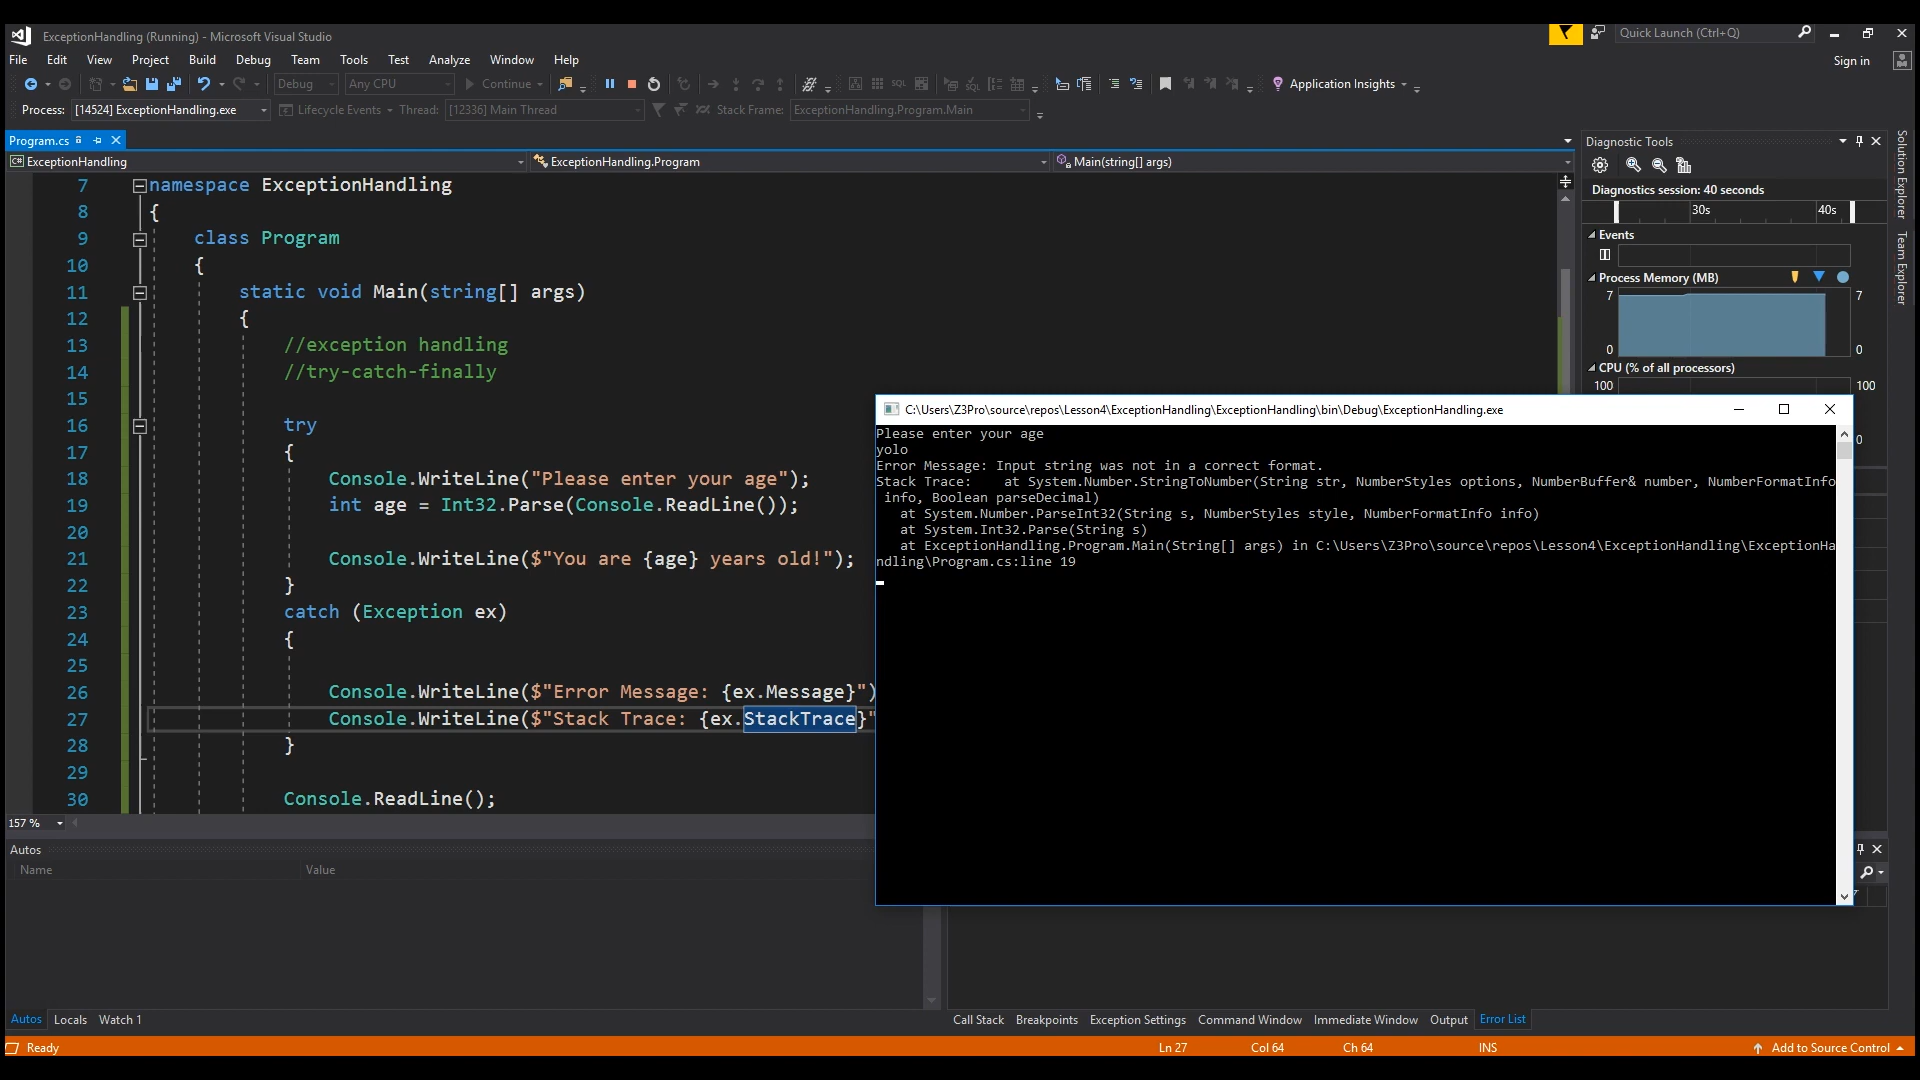 ExceptionHandling (Running) - Microsoft Visual Studio
Quick Launch (Ctrl+Q)
File Edit View Project Build Debug Team Tools Test Analyze Window Help
Sign in
Debug Any CPU Continue Application Insights
Process: [14524] ExceptionHandling.exe Lifecycle Events Thread: [12336] Main Thread Stack Frame: ExceptionHandling.Program.Main
Program.cs
ExceptionHandling ExceptionHandling.Program Main(string[] args)
7 namespace ExceptionHandling
8 {
9 class Program
10 {
11 static void Main(string[] args)
12 {
13 //exception handling
14 //try-catch-finally
15
16 try
17 {
18 Console.WriteLine("Please enter your age");
19 int age = Int32.Parse(Console.ReadLine());
20
21 Console.WriteLine($"You are {age} years old!");
22 }
23 catch (Exception ex)
24 {
25
26 Console.WriteLine($"Error Message: {ex.Message}")
27 Console.WriteLine($"Stack Trace: {ex.StackTrace}"
28 }
29
30 Console.ReadLine();
157 %
Diagnostic Tools
Diagnostics session: 40 seconds
30s 40s
Events
Process Memory (MB)
7 7
0 0
CPU (% of all processors)
100 100
0
Solution Explorer
Team Explorer
C:\Users\Z3Pro\source\repos\Lesson4\ExceptionHandling\ExceptionHandling\bin\Debug\ExceptionHandling.exe
Please enter your age
yolo
Error Message: Input string was not in a correct format.
Stack Trace:    at System.Number.StringToNumber(String str, NumberStyles options, NumberBuffer& number, NumberFormatInfo
info, Boolean parseDecimal)
at System.Number.ParseInt32(String s, NumberStyles style, NumberFormatInfo info)
at System.Int32.Parse(String s)
at ExceptionHandling.Program.Main(String[] args) in C:\Users\Z3Pro\source\repos\Lesson4\ExceptionHandling\ExceptionHa
ndling\Program.cs:line 19
Autos
Name Value
Autos Locals Watch 1
Call Stack Breakpoints Exception Settings Command Window Immediate Window Output Error List
Ready Ln 27 Col 64 Ch 64 INS Add to Source Control